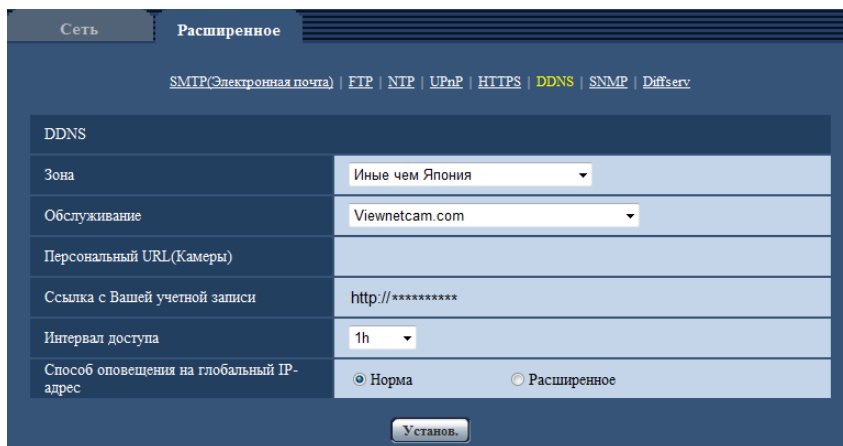 Сеть Расширенное
SMTP(Электронная почта) | FTP | NTP | UPnP | HTTPS | DDNS | SNMP | Diffserv
DDNS
Зона Иные чем Япония
Обслуживание Viewnetcam.com
Персональный URL(Камеры)
Ссылка с Вашей учетной записи http://**********
Интервал доступа 1h
Способ оповещения на глобальный IP-
адрес Норма Расширенное
Установ.